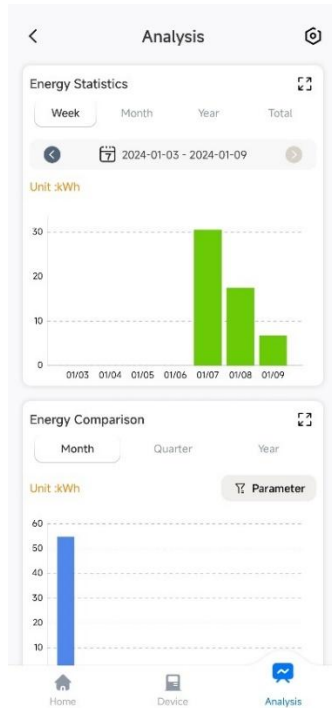 Analysis
Energy Statistics
Week Month Year Total
7 2024-01-03 - 2024-01-09
Unit :kWh
30
20
10
0
01/03 01/04 01/05 01/06 01/07 01/08 01/09
Energy Comparison
Month Quarter Year
Unit :kWh Parameter
60
50
40
30
20
10
Home Device Analysis